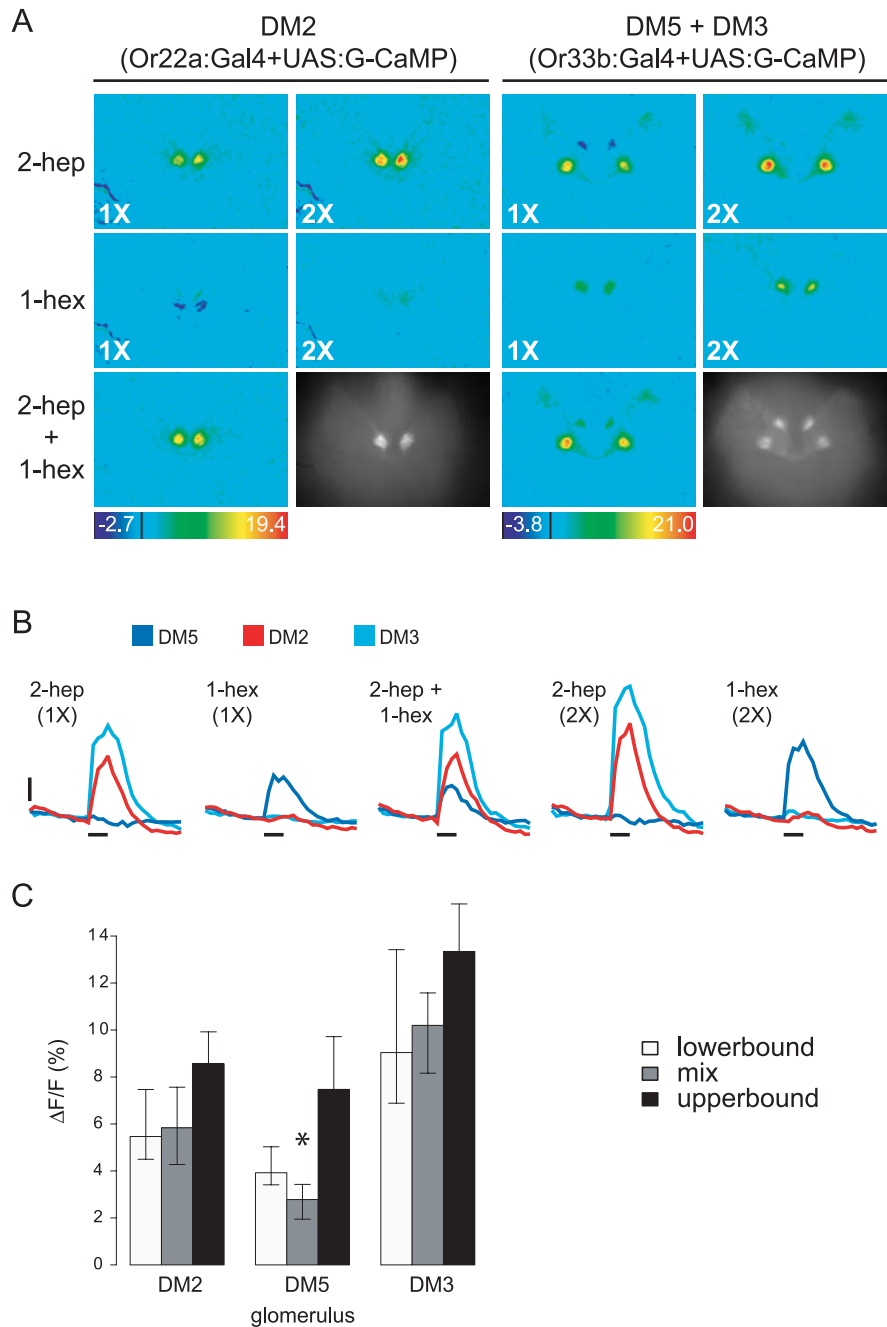 A
DM2
(Or22a:Gal4+UAS:G-CaMP)
DM5 + DM3
(Or33b:Gal4+UAS:G-CaMP)
2-hep
1X
2X
1X
2X
1-hex
1X
2X
1X
2X
2-hep
+
1-hex
-2.7 19.4
-3.8 21.0
B
DM5 DM2 DM3
2-hep
(1X)
1-hex
(1X)
2-hep +
1-hex
2-hep
(2X)
1-hex
(2X)
C
ΔF/F (%)
14
12
10
8
6
4
2
0
*
DM2 DM5 DM3
glomerulus
lowerbound
mix
upperbound